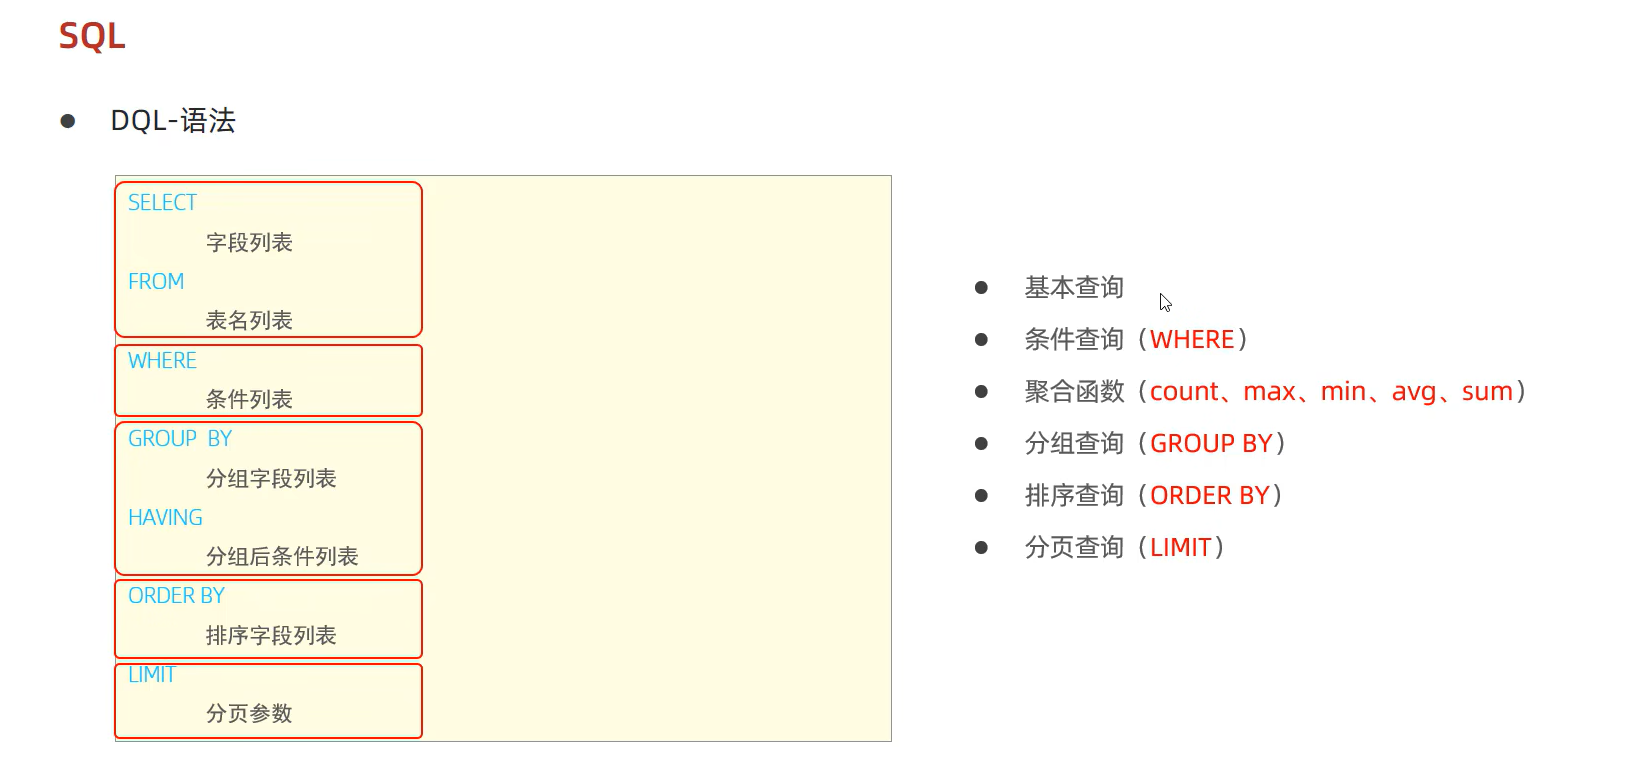 SQL
DQL-语法
SELECT
字段列表
FROM
表名列表
WHERE
条件列表
GROUP BY
分组字段列表
HAVING
分组后条件列表
ORDER BY
排序字段列表
LIMIT
分页参数
基本查询
条件查询（WHERE）
聚合函数（count、max、min、avg、sum）
分组查询（GROUP BY）
排序查询（ORDER BY）
分页查询（LIMIT）